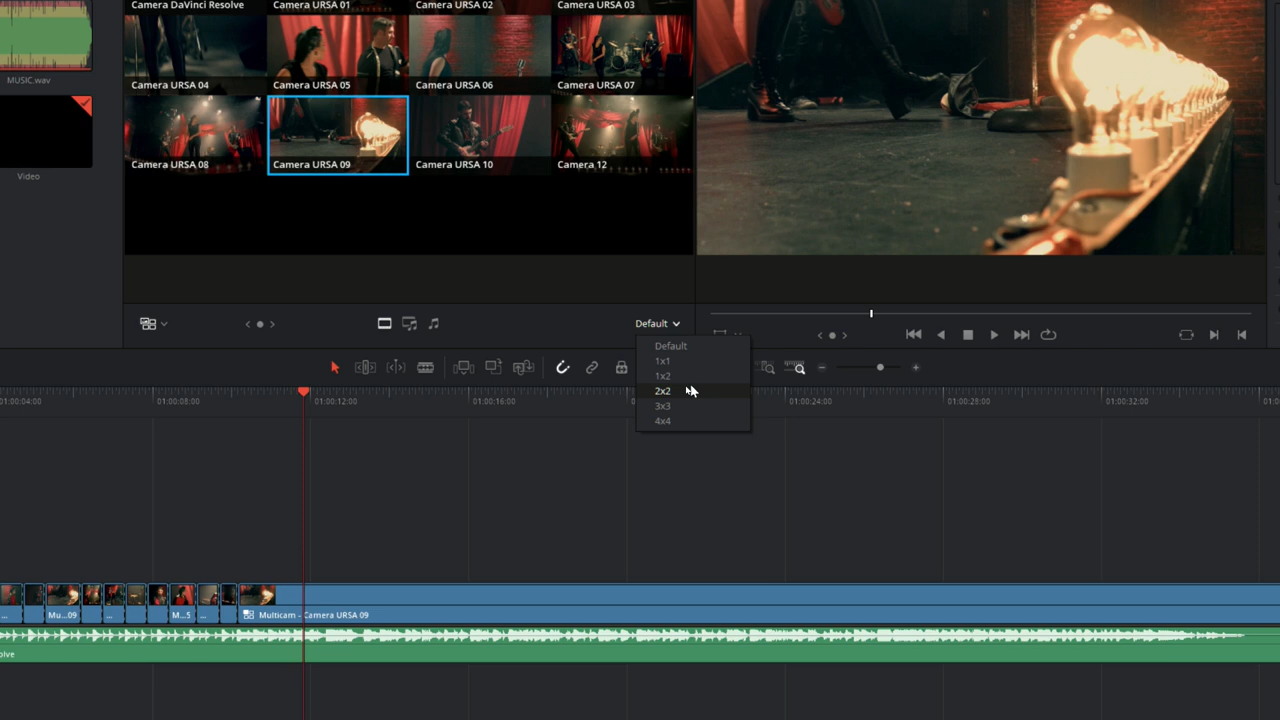 Camera DaVinci Resolve
Camera URSA 01
Camera URSA 02
Camera URSA 03
Camera URSA 04
Camera URSA 05
Camera URSA 06
Camera URSA 07
MUSIC.wav
Camera URSA 08
Camera URSA 09
Camera URSA 10
Camera 12
Video
Default
Default
1x1
1x2
2x2
3x3
4x4
01:00:04:00
01:00:08:00
01:00:12:00
01:00:16:00
01:00:24:00
01:00:28:00
01:00:32:00
...
Mu...09
...
M...5
...
Multicam - Camera URSA 09
olve